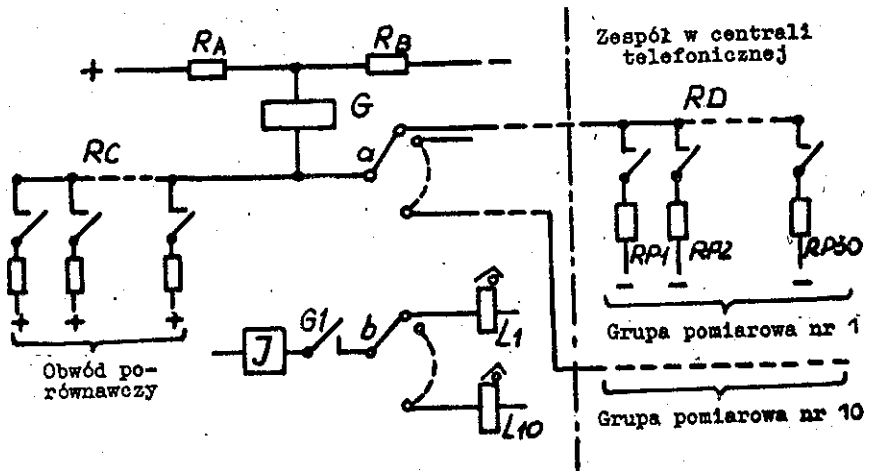 RA
RB
Zespół w centrali
telefonicznej
+
–
G
RD
RC
a
RP1
RP2
RP30
–
–
–
Grupa pomiarowa nr 1
+
+
+
J
G1
b
L1
Obwód po-
równawczy
L10
Grupa pomiarowa nr 10